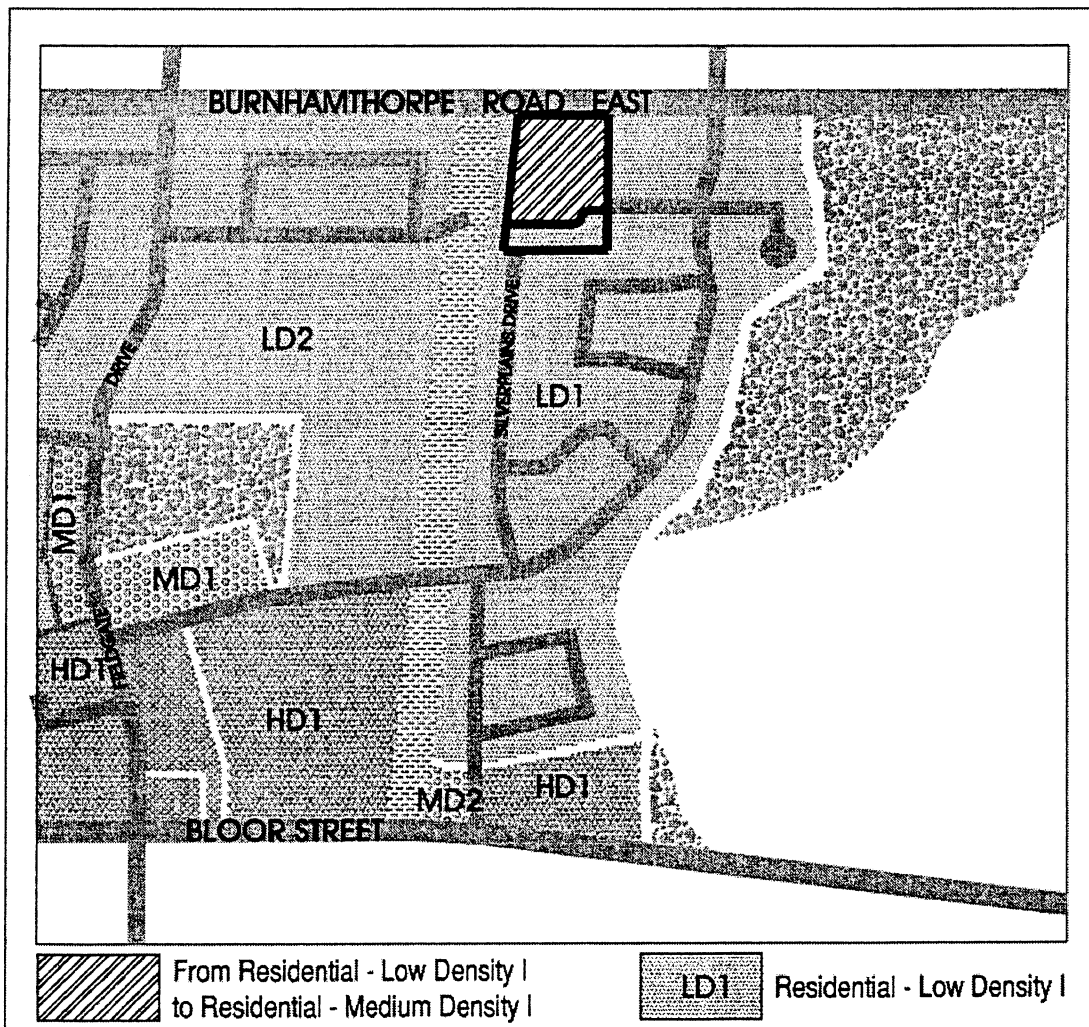 BURNHAMTHORPE ROAD EAST
DRIVE
LD2
SILVERPLAINS DRIVE
LD1
MD1
MD1
FIELDGATE
HD1
HD1
MD2
HD1
BLOOR STREET
From Residential - Low Density I
to Residential - Medium Density I
LD1
Residential - Low Density I